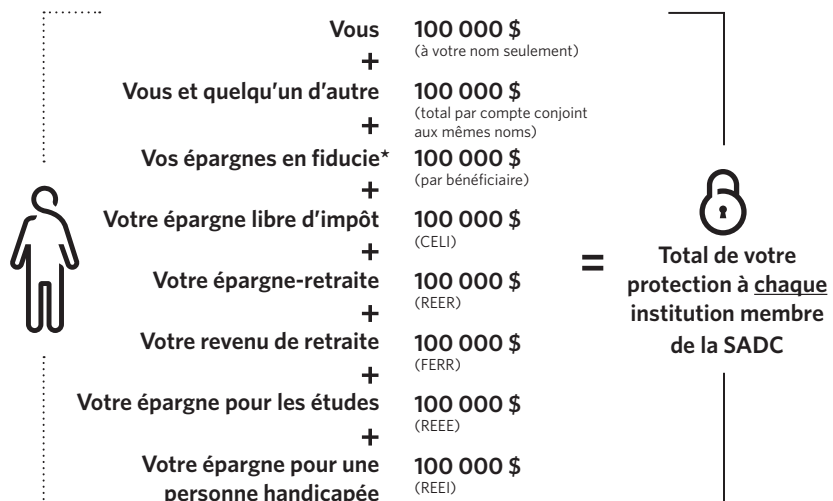 Vous 100 000 $
(à votre nom seulement)
+
Vous et quelqu'un d'autre 100 000 $
(total par compte conjoint
aux mêmes noms)
+
Vos épargnes en fiducie* 100 000 $
(par bénéficiaire)
+
Votre épargne libre d'impôt 100 000 $
(CELI)
+
Votre épargne-retraite 100 000 $
(REER)
+
Votre revenu de retraite 100 000 $
(FERR)
+
Votre épargne pour les études 100 000 $
(REEE)
+
Votre épargne pour une 100 000 $
personne handicapée (REEI)
=
Total de votre
protection à chaque
institution membre
de la SADC